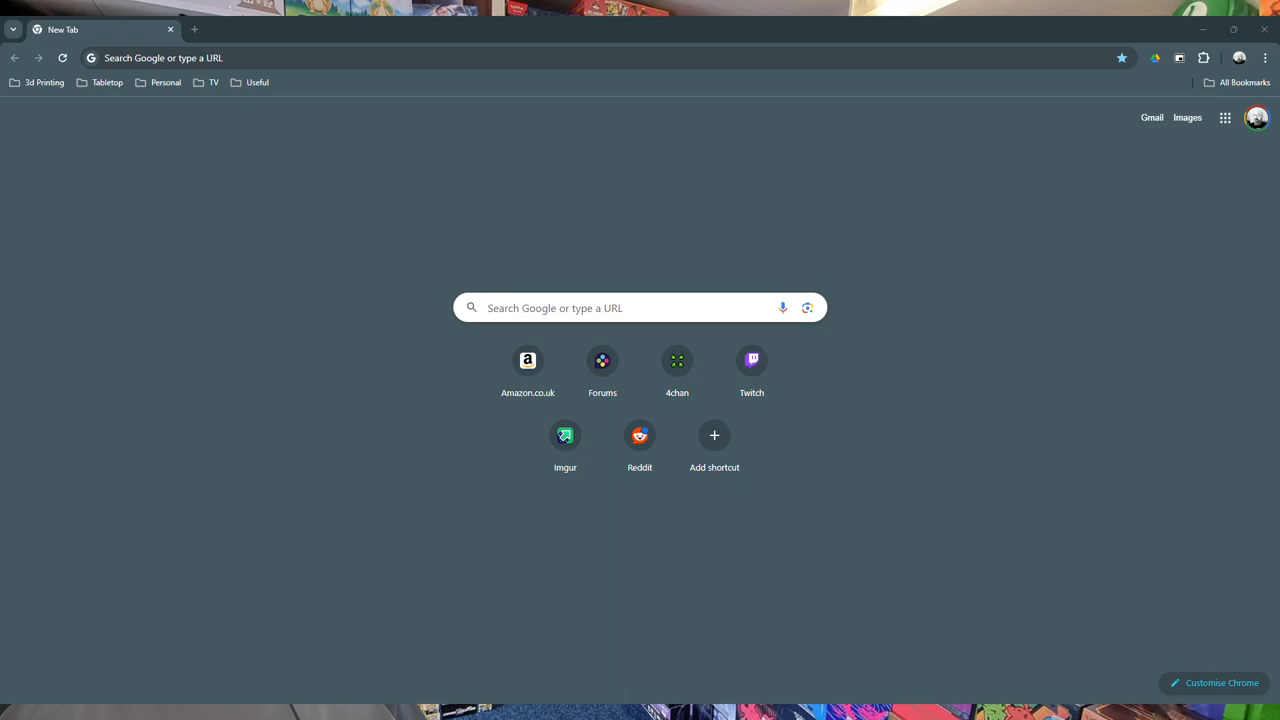 New Tab
Search Google or type a URL
3d Printing Tabletop Personal TV Useful All Bookmarks
Gmail Images
Search Google or type a URL
Amazon.co.uk Forums 4chan Twitch
Imgur Reddit Add shortcut
Customise Chrome